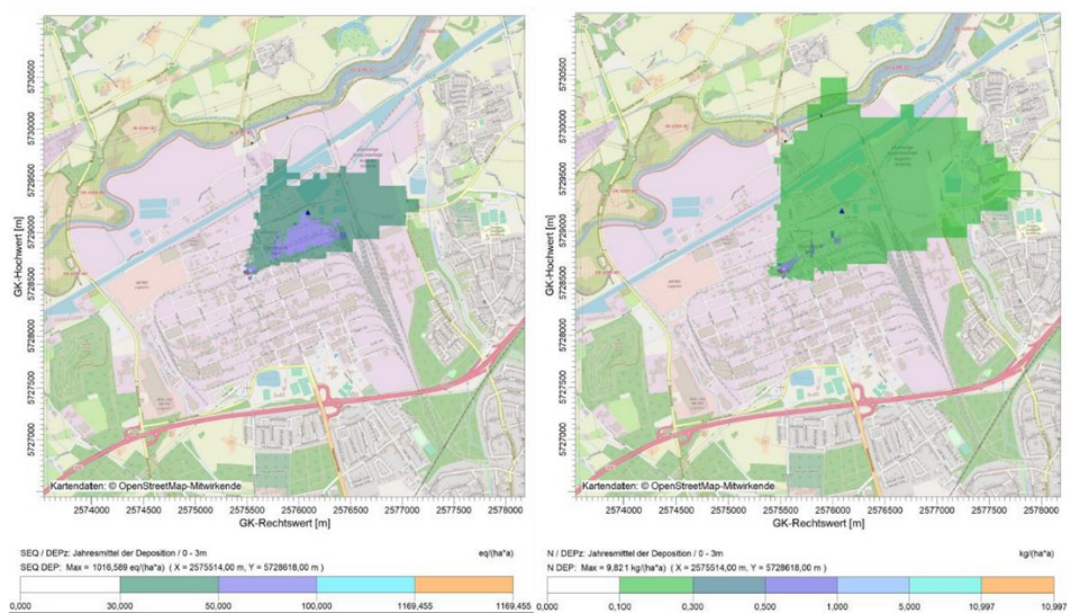 5730500
5730000
5729500
5729000
5728500
5728000
5727500
5727000
GK-Hochwert [m]
Kartendaten: © OpenStreetMap-Mitwirkende
2574000 2574500 2575000 2575500 2576000 2576500 2577000 2577500 2578000
GK-Rechtswert [m]
SEQ / DEPz: Jahresmittel der Deposition / 0 - 3m eq/(ha*a)
SEQ DEP: Max = 1016,589 eq/(ha*a) ( X = 2575514,00 m, Y = 5728618,00 m )
0,000 30,000 50,000 100,000 1169,455 1169,455
5730500
5730000
5729500
5729000
5728500
5728000
5727500
5727000
GK-Hochwert [m]
Kartendaten: © OpenStreetMap-Mitwirkende
2574000 2574500 2575000 2575500 2576000 2576500 2577000 2577500 2578000
GK-Rechtswert [m]
N / DEPz: Jahresmittel der Deposition / 0 - 3m kg/(ha*a)
N DEP: Max = 9,821 kg/(ha*a) ( X = 2575514,00 m, Y = 5728618,00 m )
0,000 0,100 0,300 0,500 1,000 5,000 10,997 10,997